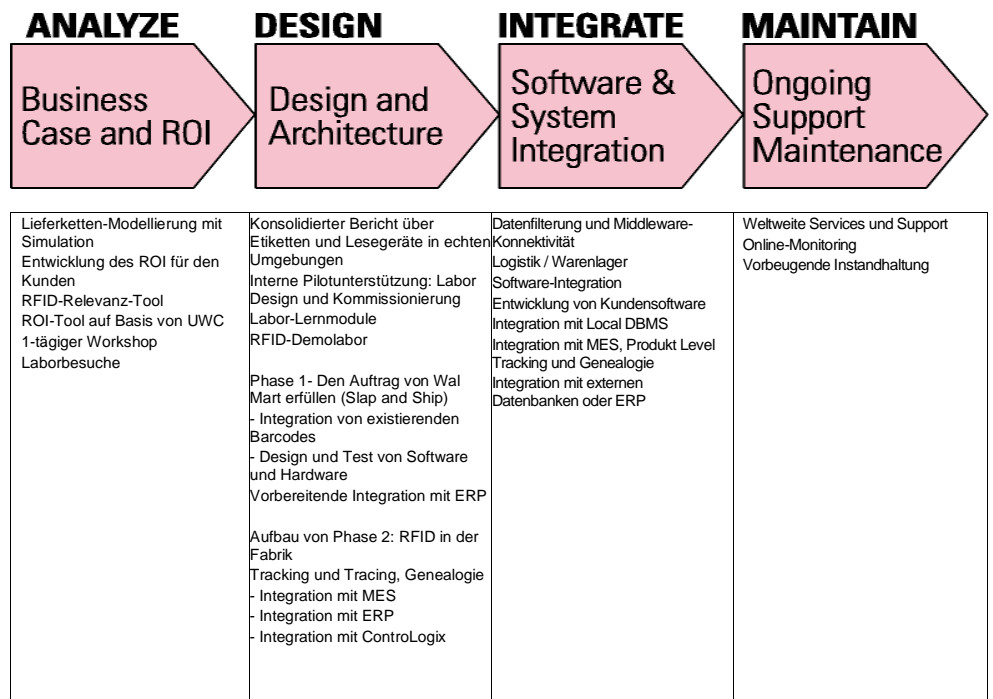 ANALYZE
DESIGN
INTEGRATE
MAINTAIN
Business
Case and ROI
Design and
Architecture
Software &
System
Integration
Ongoing
Support
Maintenance
Lieferketten-Modellierung mit
Simulation
Entwicklung des ROI für den
Kunden
RFID-Relevanz-Tool
ROI-Tool auf Basis von UWC
1-tägiger Workshop
Laborbesuche
Konsolidierter Bericht über
Etiketten und Lesegeräte in echten
Umgebungen
Interne Pilotunterstützung: Labor
Design und Kommissionierung
Labor-Lernmodule
RFID-Demolabor
Phase 1- Den Auftrag von Wal
Mart erfüllen (Slap and Ship)
- Integration von existierenden
Barcodes
- Design und Test von Software
und Hardware
Vorbereitende Integration mit ERP
Aufbau von Phase 2: RFID in der
Fabrik
Tracking und Tracing, Genealogie
- Integration mit MES
- Integration mit ERP
- Integration mit ControLogix
Datenfilterung und Middleware-
Konnektivität
Logistik / Warenlager
Software-Integration
Entwicklung von Kundensoftware
Integration mit Local DBMS
Integration mit MES, Produkt Level
Tracking und Genealogie
Integration mit externen
Datenbanken oder ERP
Weltweite Services und Support
Online-Monitoring
Vorbeugende Instandhaltung